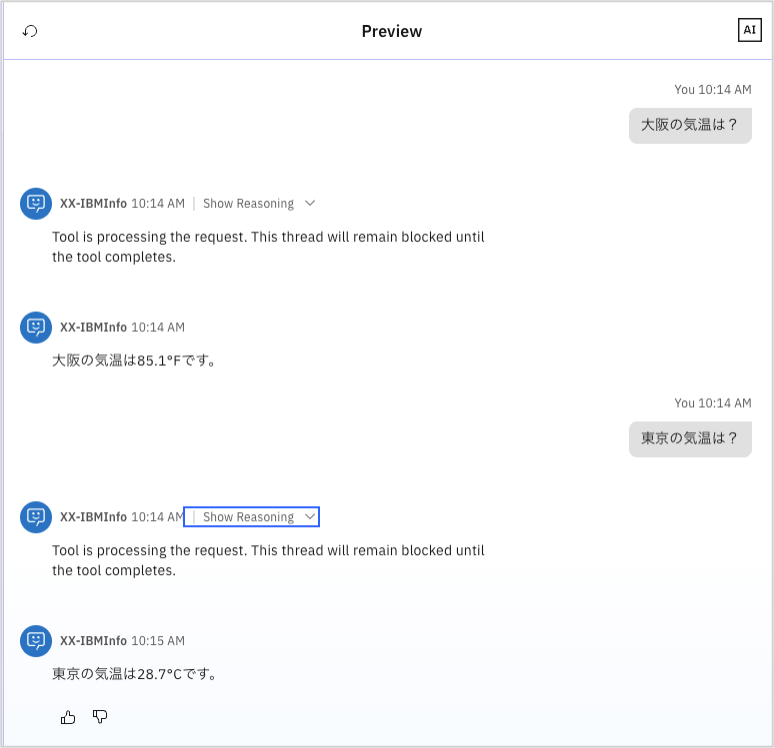 Preview
AI
You 10:14 AM
大阪の気温は？
XX-IBMInfo 10:14 AM | Show Reasoning
Tool is processing the request. This thread will remain blocked until
the tool completes.
XX-IBMInfo 10:14 AM
大阪の気温は85.1°Fです。
You 10:14 AM
東京の気温は？
XX-IBMInfo 10:14 AM | Show Reasoning
Tool is processing the request. This thread will remain blocked until
the tool completes.
XX-IBMInfo 10:15 AM
東京の気温は28.7°Cです。